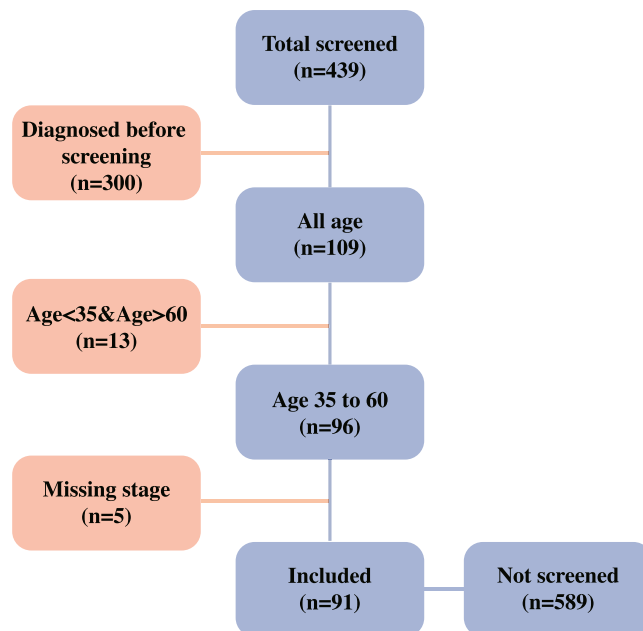 Total screened
(n=439)
Diagnosed before
screening
(n=300)
All age
(n=109)
Age<35&Age>60
(n=13)
Age 35 to 60
(n=96)
Missing stage
(n=5)
Included
(n=91)
Not screened
(n=589)